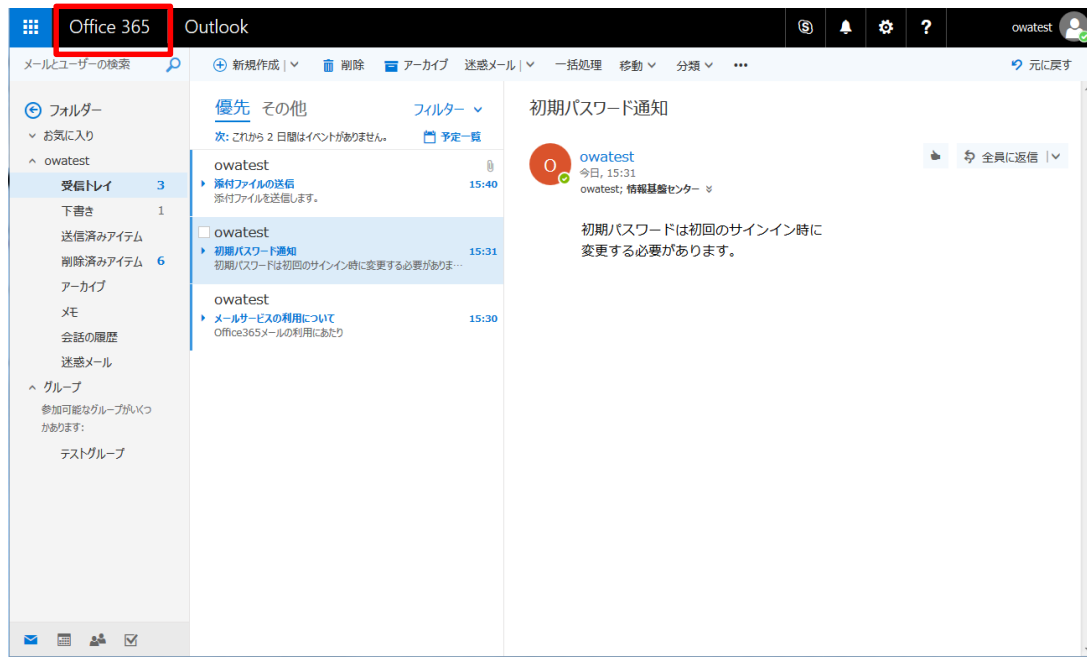 Office 365 Outlook ? owatest
メールとユーザーの検索 新規作成 | 削除 アーカイブ 迷惑メール | 一括処理 移動 分類 ••• 元に戻す
フォルダー
お気に入り
owatest
受信トレイ 3
下書き 1
送信済みアイテム
削除済みアイテム 6
アーカイブ
メモ
会話の履歴
迷惑メール
グループ
参加可能なグループがいくつ
かあります:
テストグループ
優先 その他 フィルター
次: これから 2 日間はイベントがありません。 予定一覧
owatest
添付ファイルの送信 15:40
添付ファイルを送信します。
owatest
初期パスワード通知 15:31
初期パスワードは初回のサインイン時に変更する必要がありま…
owatest
メールサービスの利用について 15:30
Office365メールの利用にあたり
初期パスワード通知
O owatest 全員に返信 |
今日, 15:31
owatest; 情報基盤センター
初期パスワードは初回のサインイン時に
変更する必要があります。